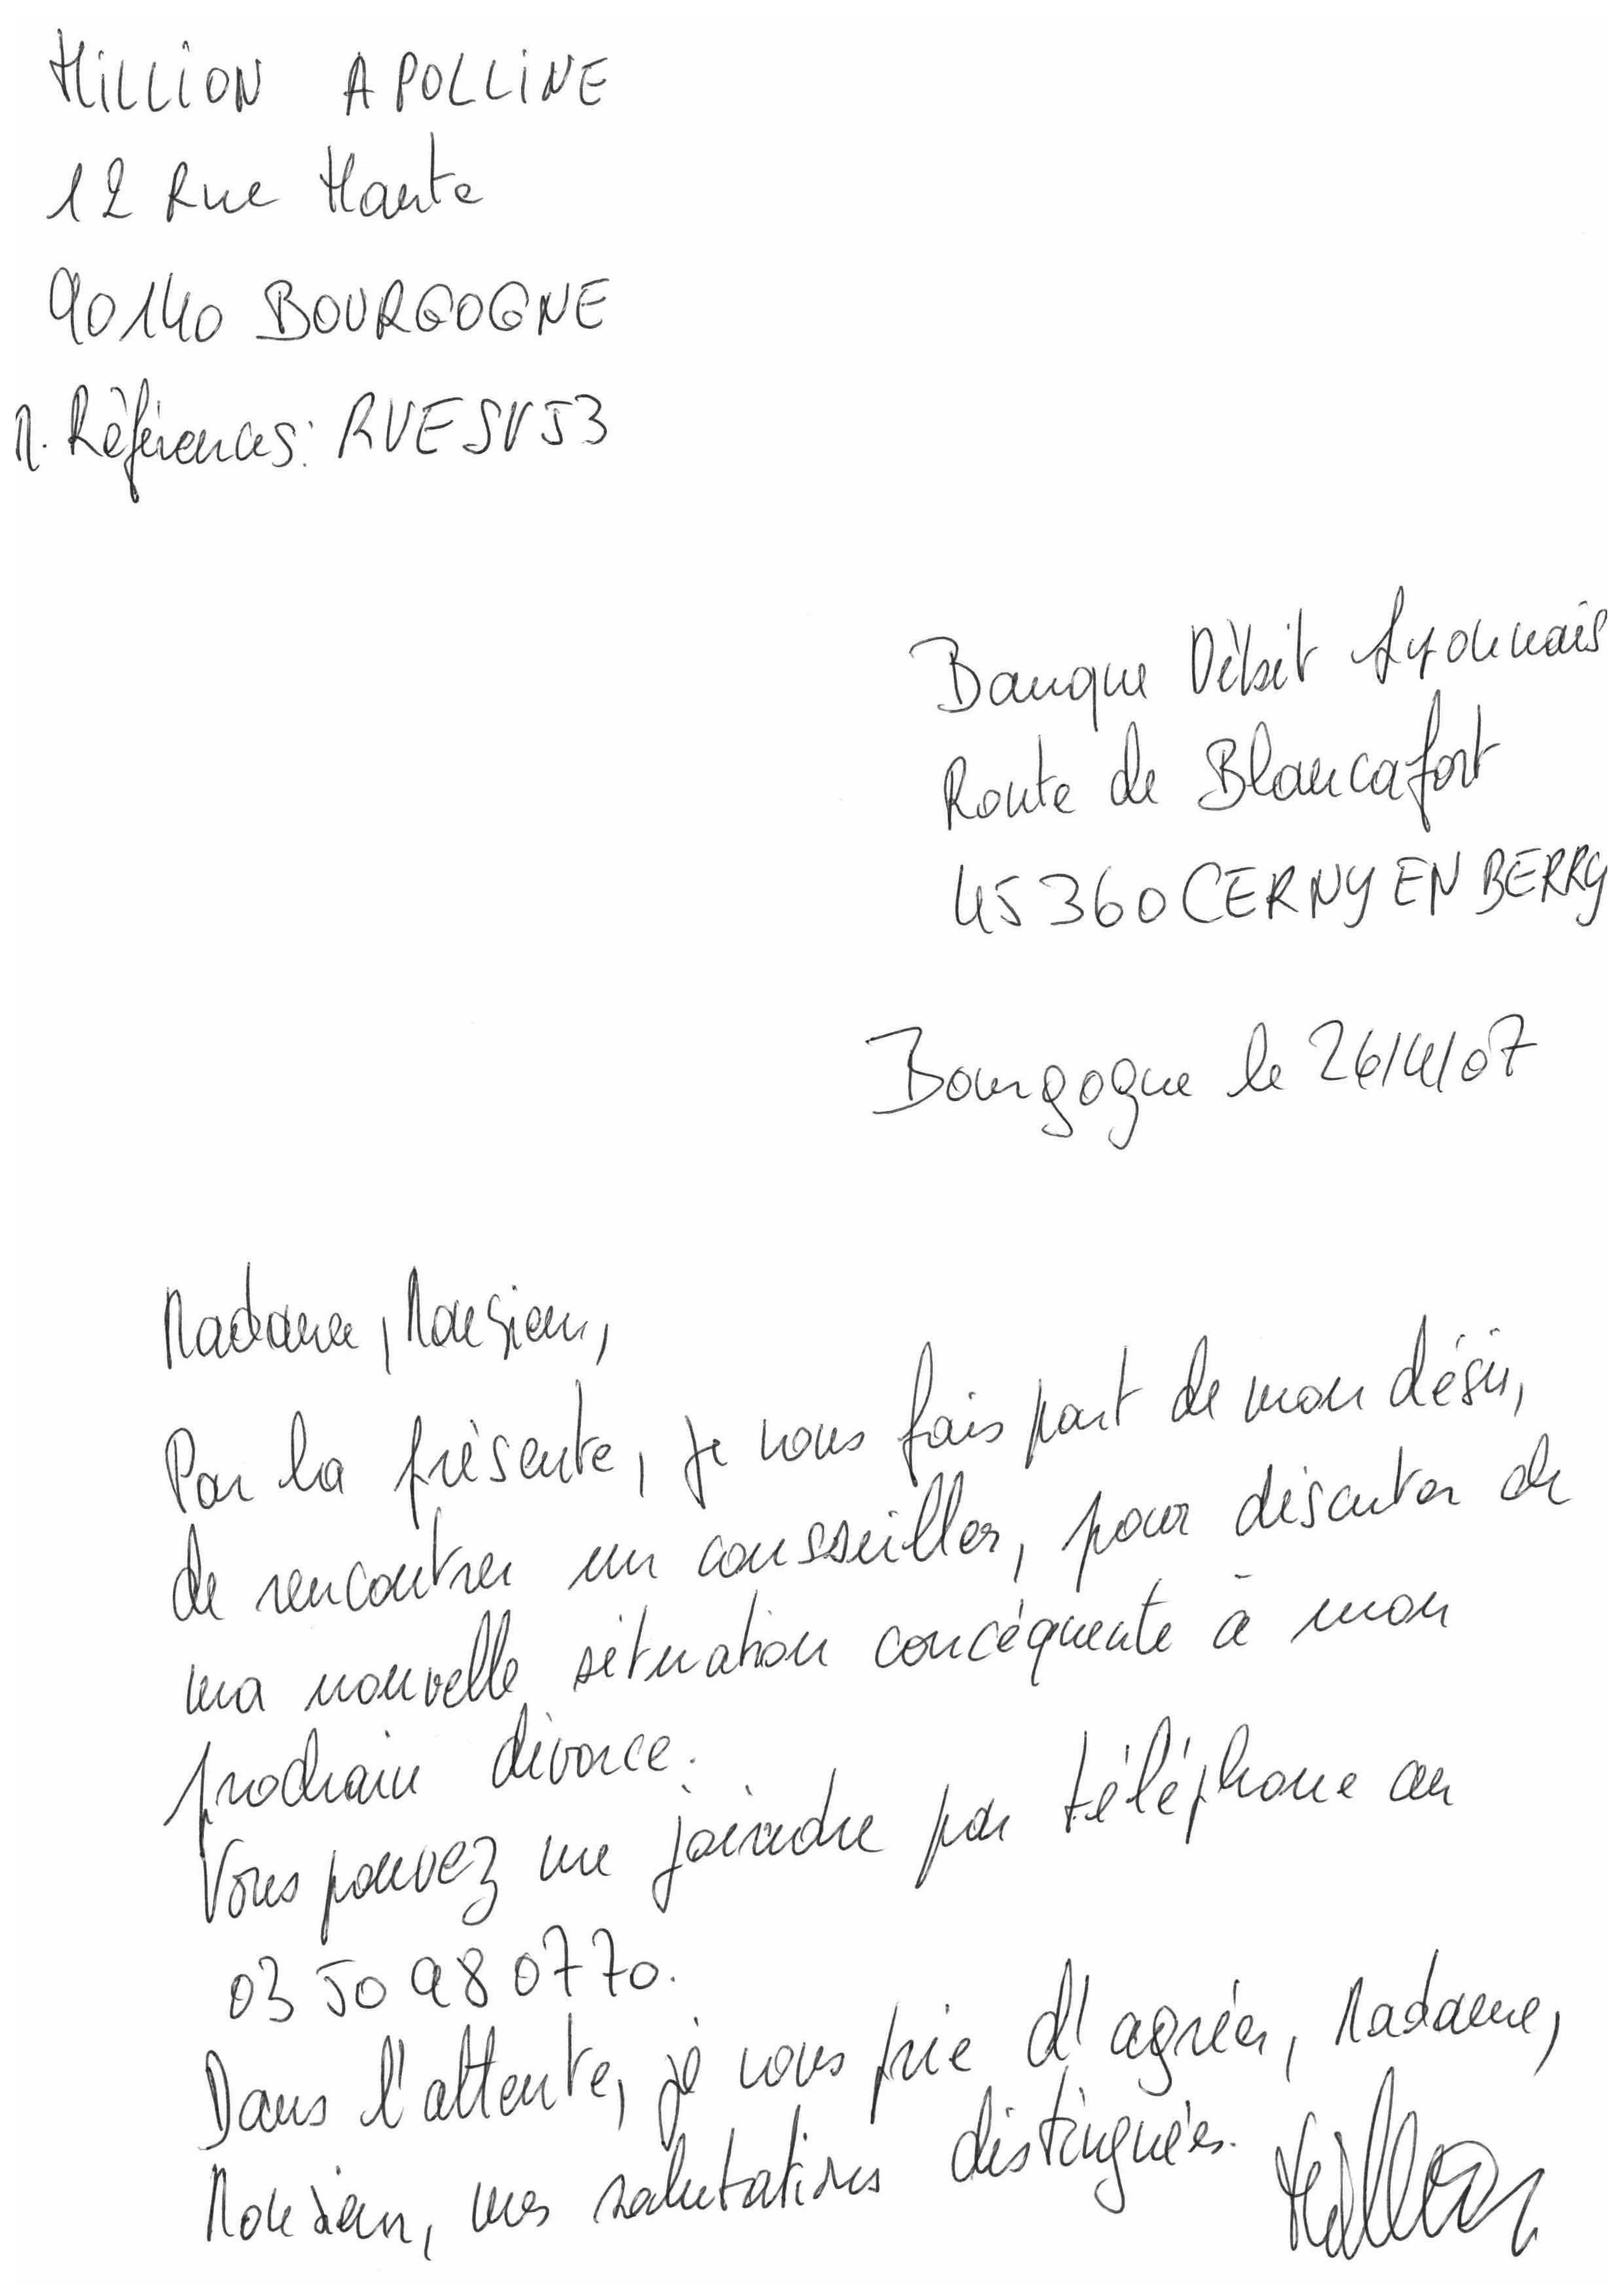 HILLION APOLLINE
12 Rue Haute
90140 BOURGOGNE
N. Références: RVESV53
Banque Débit Lyonnais
Route de Blancafort
45360 CERNY EN BERRY
Bourgogne le 26/4/07
Madame, Monsieur,
Par la présente, je vous fais part de mon désir,
de rencontrer un consseiller, pour discuter de
ma nouvelle situation concéquente à mon
prochain divorce.
Vous pouvez me joindre par téléphone au
03 50 98 07 70.
Dans l'attente, je vous prie d'agréer, Madame,
Monsieur, mes salutations distinguées.
Hillion